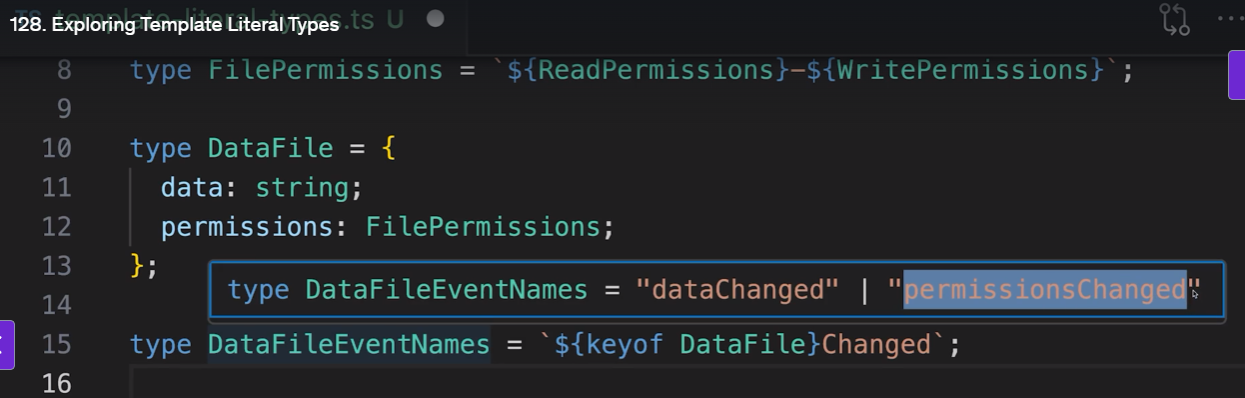 TS template-literal-types.ts U
128. Exploring Template Literal Types
8 type FilePermissions = `${ReadPermissions}-${WritePermissions}`;
9
10 type DataFile = {
11 data: string;
12 permissions: FilePermissions;
13 };
type DataFileEventNames = "dataChanged" | "permissionsChanged"
14
15 type DataFileEventNames = `${keyof DataFile}Changed`;
16